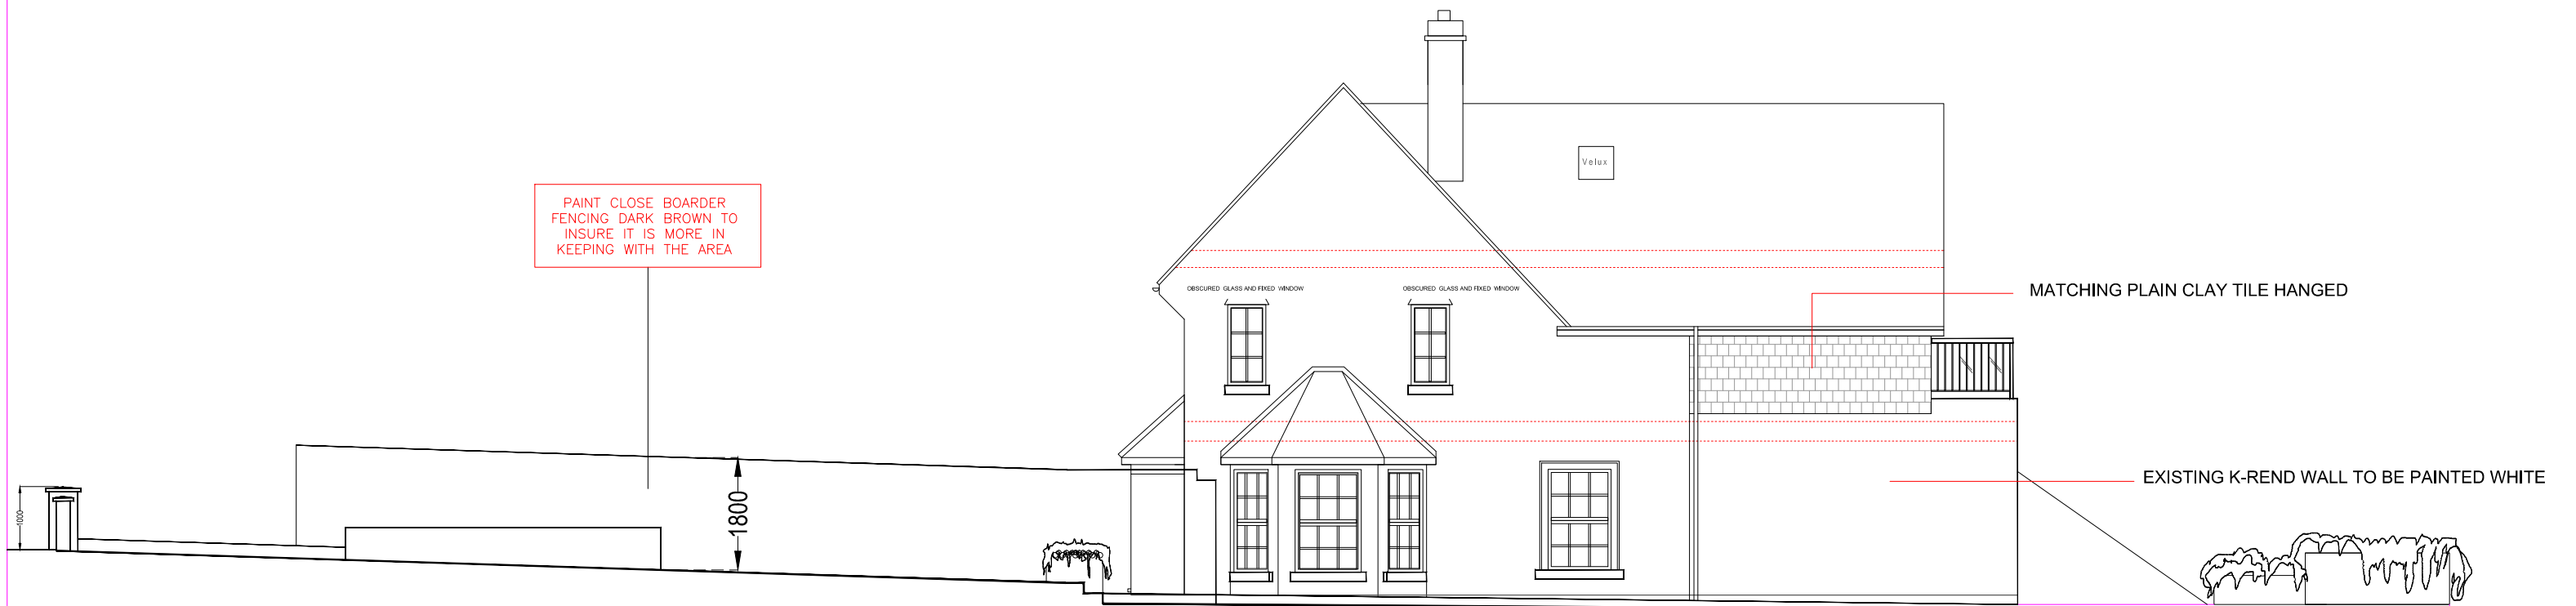 Velux
PAINT CLOSE BOARDER
FENCING DARK BROWN TO
INSURE IT IS MORE IN
KEEPING WITH THE AREA
OBSCURED GLASS AND FIXED WINDOW
OBSCURED GLASS AND FIXED WINDOW
MATCHING PLAIN CLAY TILE HANGED
EXISTING K-REND WALL TO BE PAINTED WHITE
1000
1800